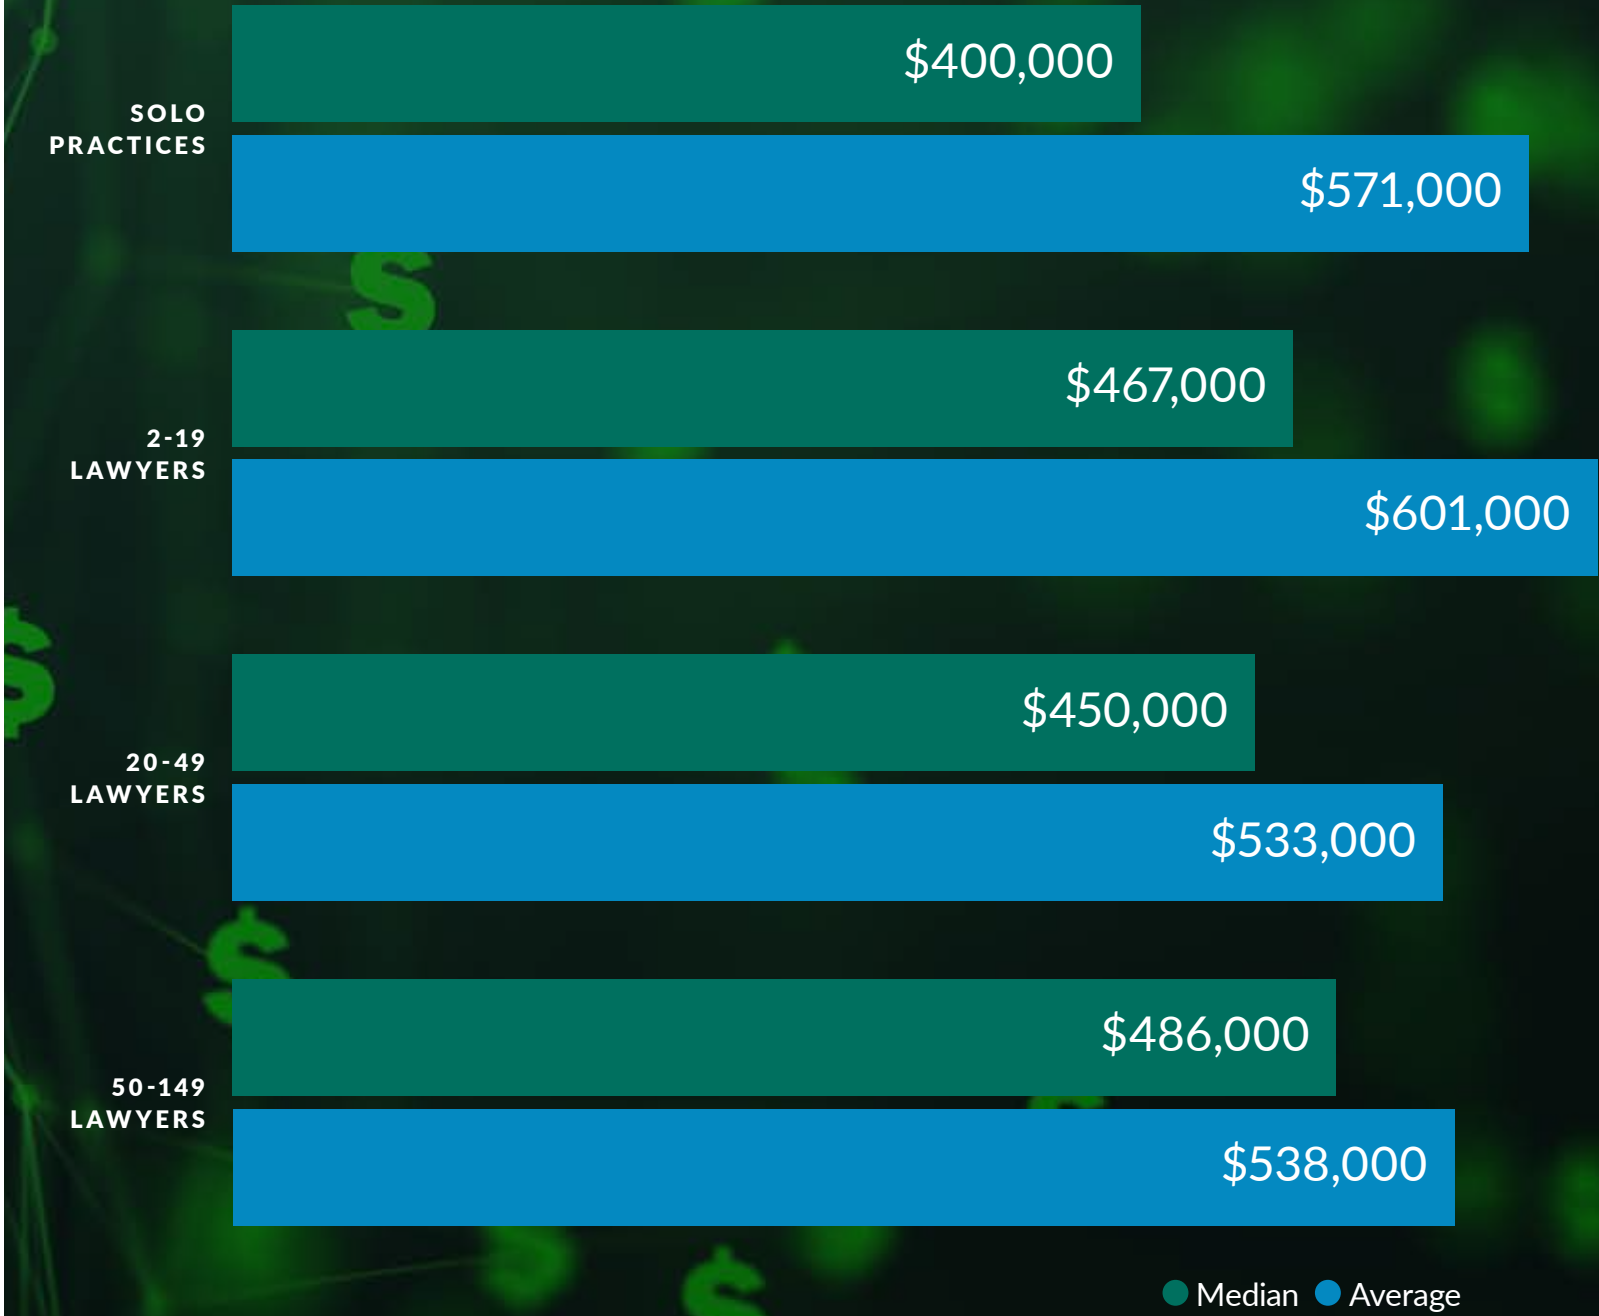 $400,000
SOLO
PRACTICES
$571,000
$467,000
2-19
LAWYERS
$601,000
$450,000
20-49
LAWYERS
$533,000
$486,000
50-149
LAWYERS
$538,000
Median Average